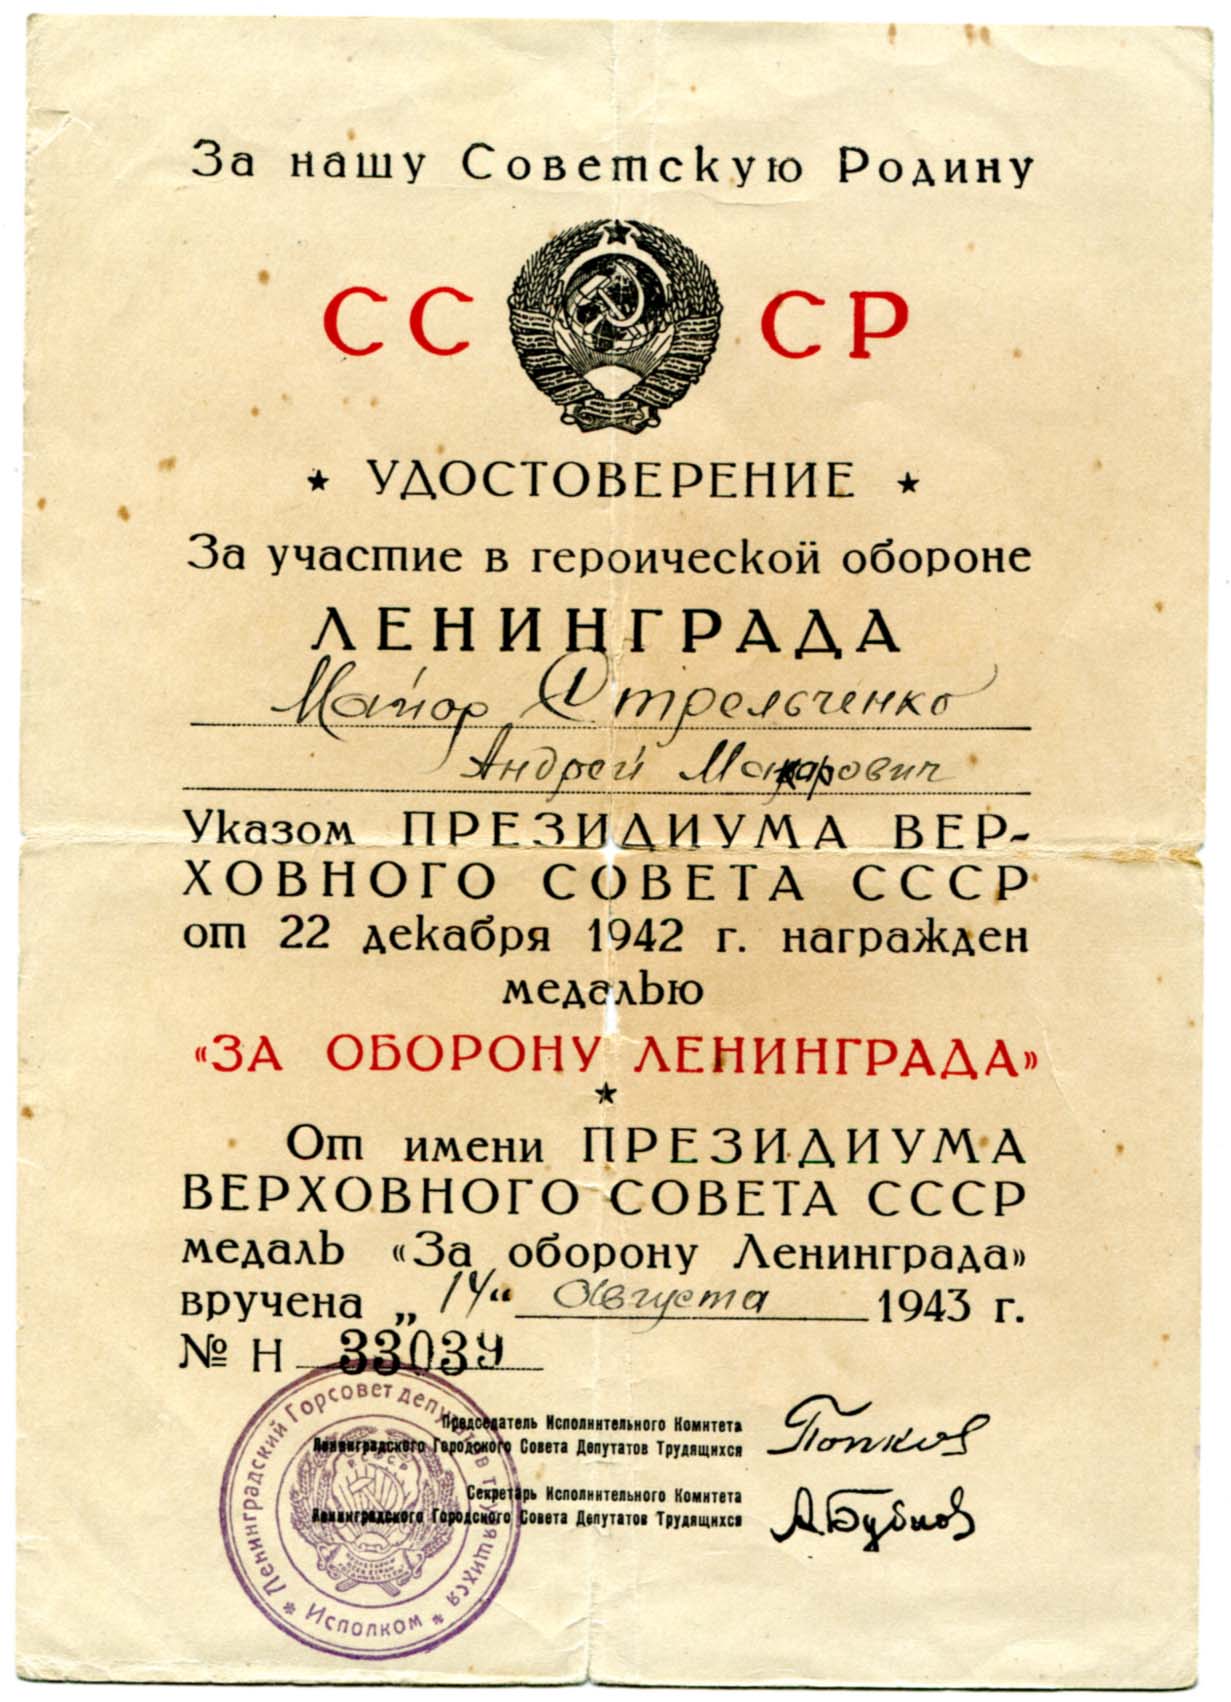 За нашу Советскую Родину
СС СР
УДОСТОВЕРЕНИЕ
За участие в героической обороне
ЛЕНИНГРАДА
Майор Стрельченко
Андрей Макарович
Указом ПРЕЗИДИУМА ВЕР-
ХОВНОГО СОВЕТА СССР
от 22 декабря 1942 г. награжден
медалью
«ЗА ОБОРОНУ ЛЕНИНГРАДА»
От имени ПРЕЗИДИУМА
ВЕРХОВНОГО СОВЕТА СССР
медаль «За оборону Ленинграда»
вручена „ 14“ августа 1943 г.
№ Н 33039
Председатель Исполнительного Комитета
Ленинградского Городского Совета Депутатов Трудящихся
Попков
Секретарь Исполнительного Комитета
Ленинградского Городского Совета Депутатов Трудящихся
А Бубнов
Ленинградский Горсовет депутатов трудящихся
Исполком